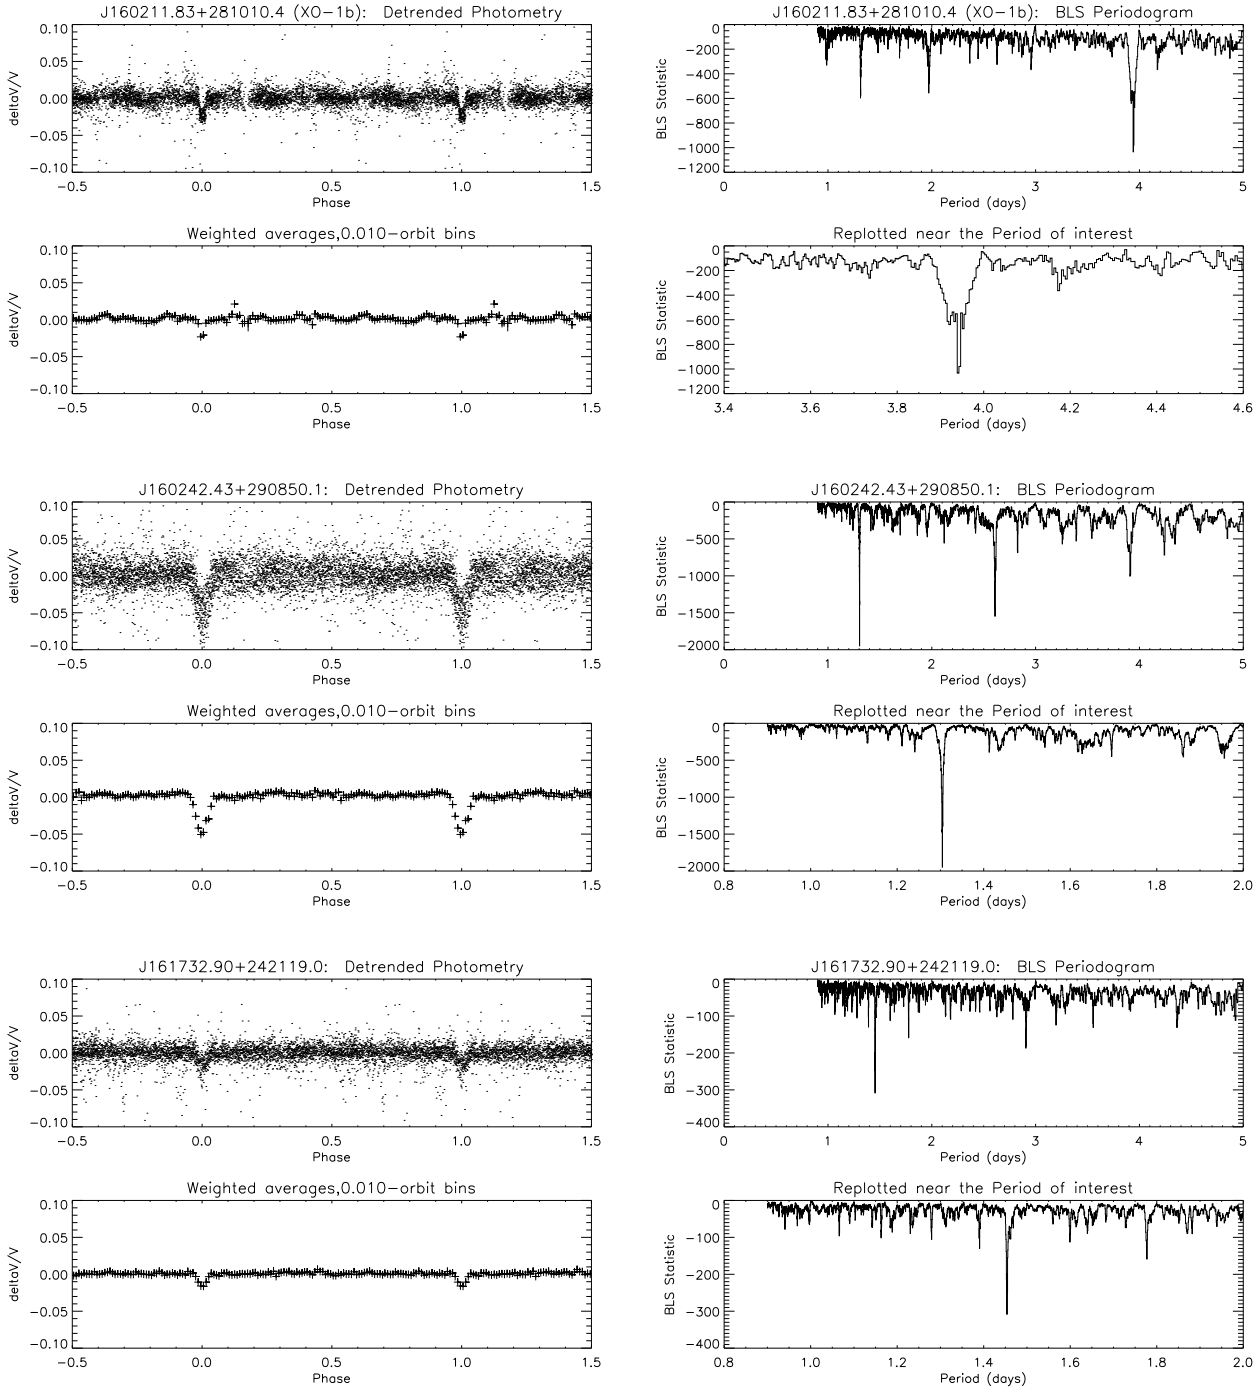 J160211.83+281010.4 (XO-1b): Detrended Photometry
deltaV/V
0.10
0.05
0.00
-0.05
-0.10
-0.5 0.0 0.5 1.0 1.5
Phase
J160211.83+281010.4 (XO-1b): BLS Periodogram
BLS Statistic
0
-200
-400
-600
-800
-1000
-1200
0 1 2 3 4 5
Period (days)
Weighted averages,0.010-orbit bins
deltaV/V
0.10
0.05
0.00
-0.05
-0.10
-0.5 0.0 0.5 1.0 1.5
Phase
Replotted near the Period of interest
BLS Statistic
0
-200
-400
-600
-800
-1000
-1200
3.4 3.6 3.8 4.0 4.2 4.4 4.6
Period (days)
J160242.43+290850.1: Detrended Photometry
deltaV/V
0.10
0.05
0.00
-0.05
-0.10
-0.5 0.0 0.5 1.0 1.5
Phase
J160242.43+290850.1: BLS Periodogram
BLS Statistic
0
-500
-1000
-1500
-2000
0 1 2 3 4 5
Period (days)
Weighted averages,0.010-orbit bins
deltaV/V
0.10
0.05
0.00
-0.05
-0.10
-0.5 0.0 0.5 1.0 1.5
Phase
Replotted near the Period of interest
BLS Statistic
0
-500
-1000
-1500
-2000
0.8 1.0 1.2 1.4 1.6 1.8 2.0
Period (days)
J161732.90+242119.0: Detrended Photometry
deltaV/V
0.10
0.05
0.00
-0.05
-0.10
-0.5 0.0 0.5 1.0 1.5
Phase
J161732.90+242119.0: BLS Periodogram
BLS Statistic
0
-100
-200
-300
-400
0 1 2 3 4 5
Period (days)
Weighted averages,0.010-orbit bins
deltaV/V
0.10
0.05
0.00
-0.05
-0.10
-0.5 0.0 0.5 1.0 1.5
Phase
Replotted near the Period of interest
BLS Statistic
0
-100
-200
-300
-400
0.8 1.0 1.2 1.4 1.6 1.8 2.0
Period (days)